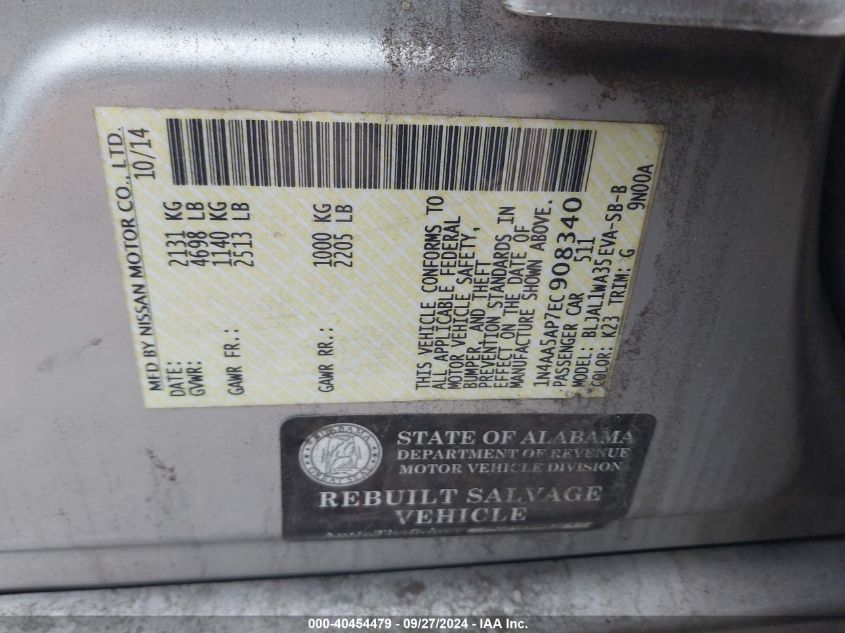 MFD BY NISSAN MOTOR CO., LTD.
DATE: 10/14
GVWR: 2131 KG
4698 LB
GAWR FR.: 1140 KG
2513 LB
GAWR RR.: 1000 KG
2205 LB
THIS VEHICLE CONFORMS TO
ALL APPLICABLE FEDERAL
MOTOR VEHICLE SAFETY,
BUMPER, AND THEFT
PREVENTION STANDARDS IN
EFFECT ON THE DATE OF
MANUFACTURE SHOWN ABOVE.
1N4AA5AP7EC908340
PASSENGER CAR 511
MODEL: BLJAL1WA35EVA-SB-B
COLOR: K23 TRIM: G 9N00A
ALABAMA
GREAT SEAL
STATE OF ALABAMA
DEPARTMENT OF REVENUE
MOTOR VEHICLE DIVISION
REBUILT SALVAGE
VEHICLE
000-40454479 / 09/27/2024 - IAA Inc.